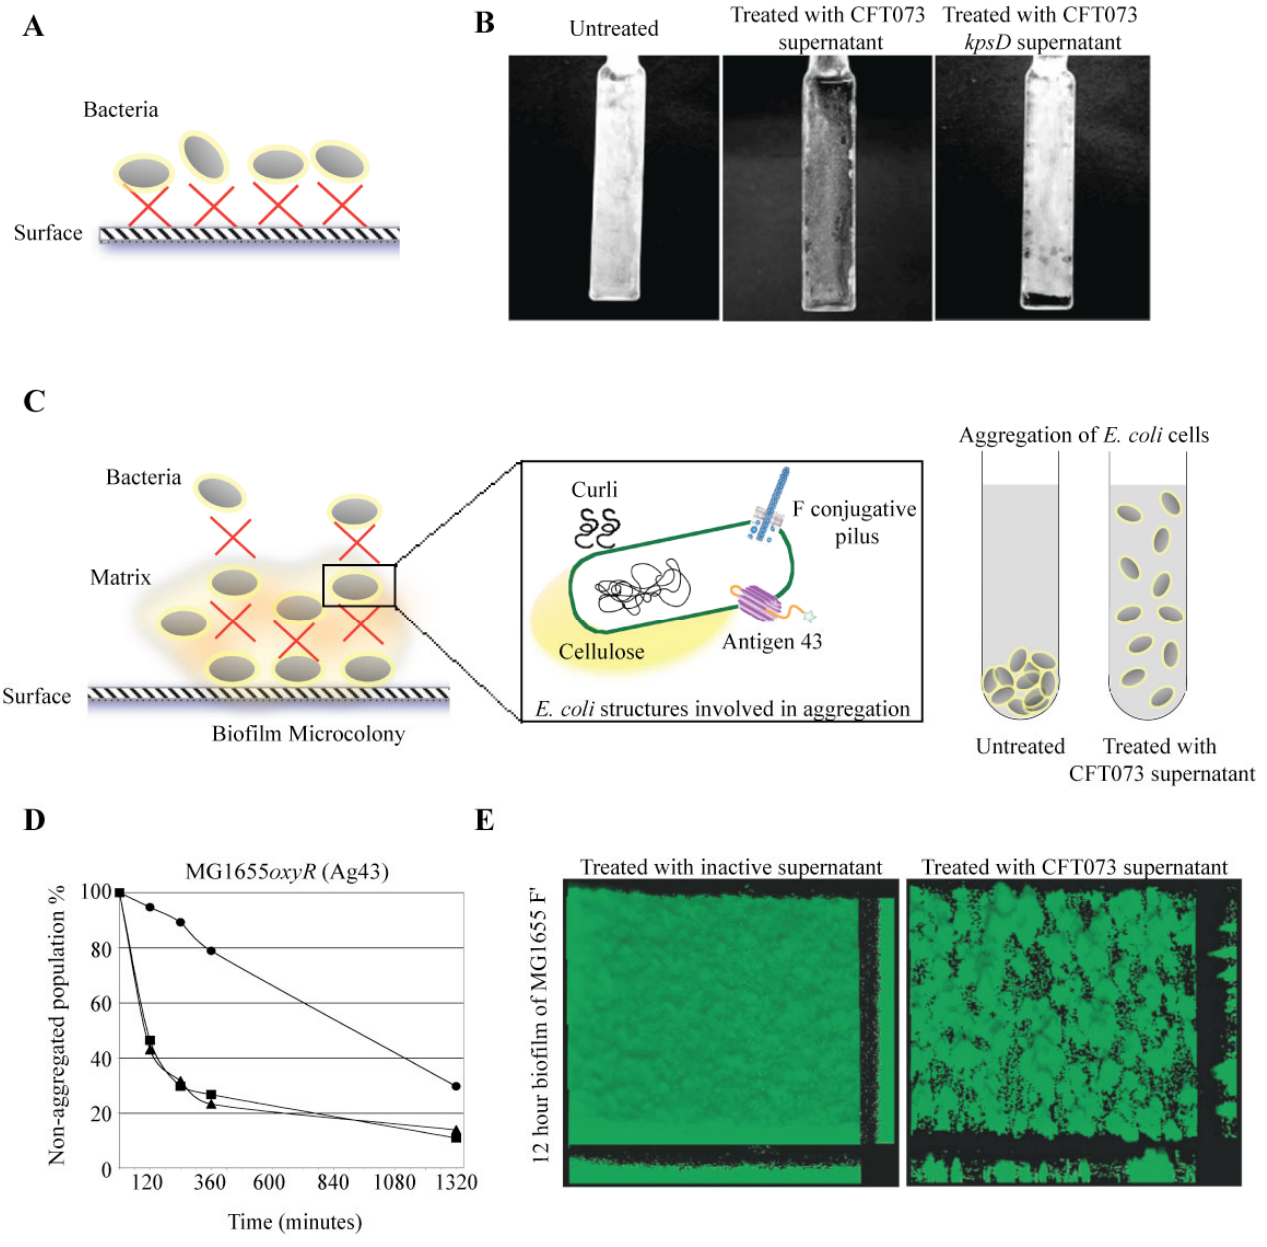 A
Bacteria
Surface
B
Untreated
Treated with CFT073
supernatant
Treated with CFT073
kpsD supernatant
C
Bacteria
Matrix
Surface
Biofilm Microcolony
Curli
F conjugative
pilus
Cellulose
Antigen 43
E. coli structures involved in aggregation
Aggregation of E. coli cells
Untreated
Treated with
CFT073 supernatant
D
MG1655oxyR (Ag43)
Non-aggregated population %
100
80
60
40
20
0
120 360 600 840 1080 1320
Time (minutes)
E
Treated with inactive supernatant
Treated with CFT073 supernatant
12 hour biofilm of MG1655 F'